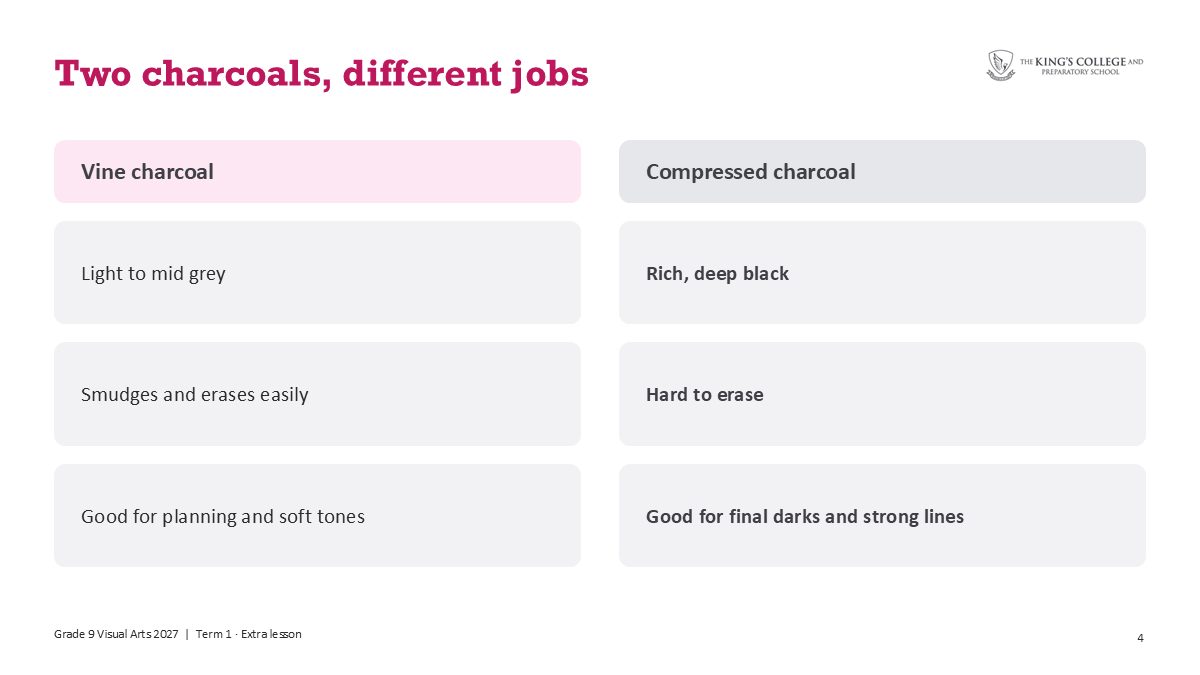 Two charcoals, different jobs
THE KING'S COLLEGE AND
PREPARATORY SCHOOL
Vine charcoal
Compressed charcoal
Light to mid grey
Rich, deep black
Smudges and erases easily
Hard to erase
Good for planning and soft tones
Good for final darks and strong lines
Grade 9 Visual Arts 2027 | Term 1 · Extra lesson
4